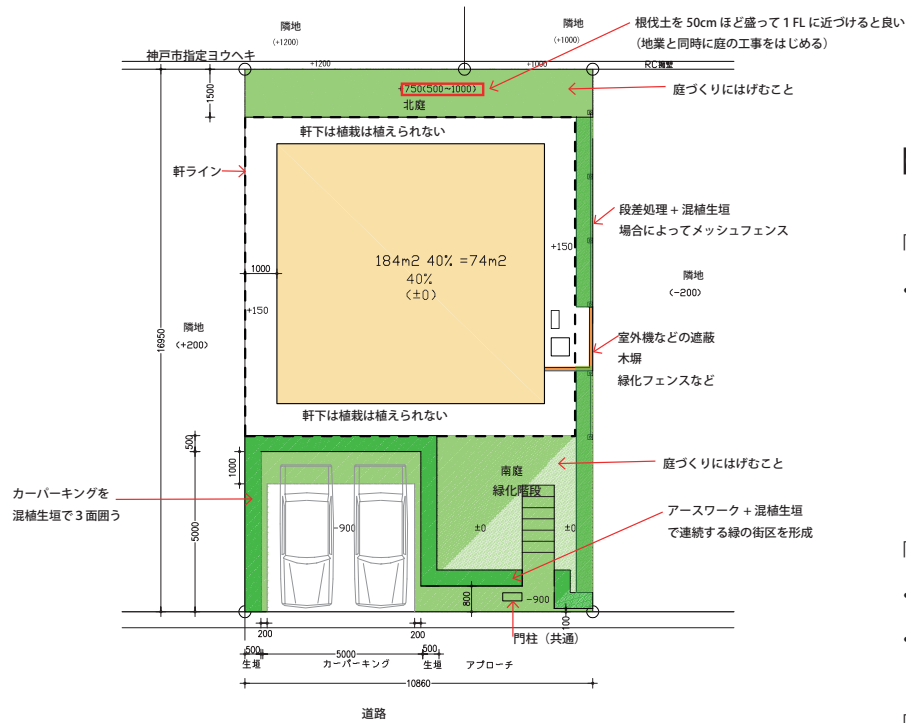 根伐土を 50cm ほど盛って 1 FL に近づけると良い
（地業と同時に庭の工事をはじめる）
隣地
(+1200)
隣地
(+1000)
神戸市指定ヨウヘキ
+1200
+1000
RC擁壁
1500
+750(500~1000)
北庭
庭づくりにはげむこと
軒下は植栽は植えられない
軒ライン
段差処理 + 混植生垣
場合によってメッシュフェンス
184m2 40% =74m2
40%
(±0)
+150
1000
+150
隣地
(-200)
隣地
(+200)
16950
室外機などの遮蔽
木塀
緑化フェンスなど
軒下は植栽は植えられない
500
1000
南庭
緑化階段
庭づくりにはげむこと
カーパーキングを
混植生垣で 3 面囲う
アースワーク + 混植生垣
で連続する緑の街区を形成
-900
±0
±0
5000
800
-900
100
200
200
門柱（共通）
500
5000
500
生垣
カーパーキング
生垣
アプローチ
10860
道路